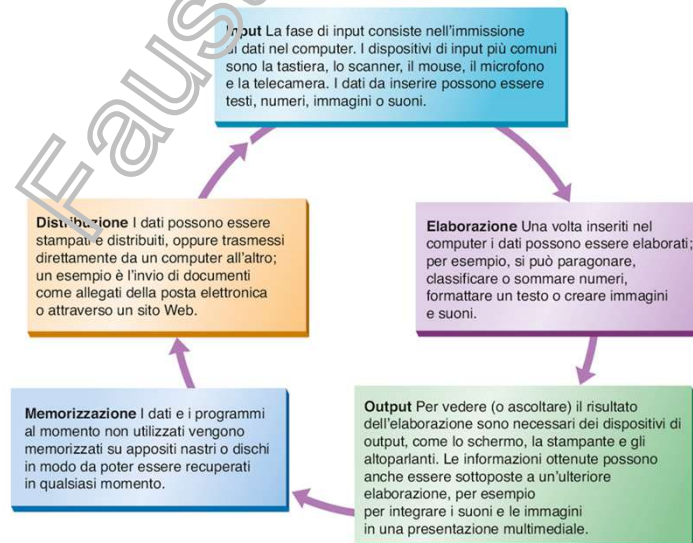 Input La fase di input consiste nell'immissione
di dati nel computer. I dispositivi di input più comuni
sono la tastiera, lo scanner, il mouse, il microfono
e la telecamera. I dati da inserire possono essere
testi, numeri, immagini o suoni.
Elaborazione Una volta inseriti nel
computer i dati possono essere elaborati;
per esempio, si può paragonare,
classificare o sommare numeri,
formattare un testo o creare immagini
e suoni.
Output Per vedere (o ascoltare) il risultato
dell'elaborazione sono necessari dei dispositivi di
output, come lo schermo, la stampante e gli
altoparlanti. Le informazioni ottenute possono
anche essere sottoposte a un'ulteriore
elaborazione, per esempio
per integrare i suoni e le immagini
in una presentazione multimediale.
Memorizzazione I dati e i programmi
al momento non utilizzati vengono
memorizzati su appositi nastri o dischi
in modo da poter essere recuperati
in qualsiasi momento.
Distribuzione I dati possono essere
stampati e distribuiti, oppure trasmessi
direttamente da un computer all'altro;
un esempio è l'invio di documenti
come allegati della posta elettronica
o attraverso un sito Web.
Faus